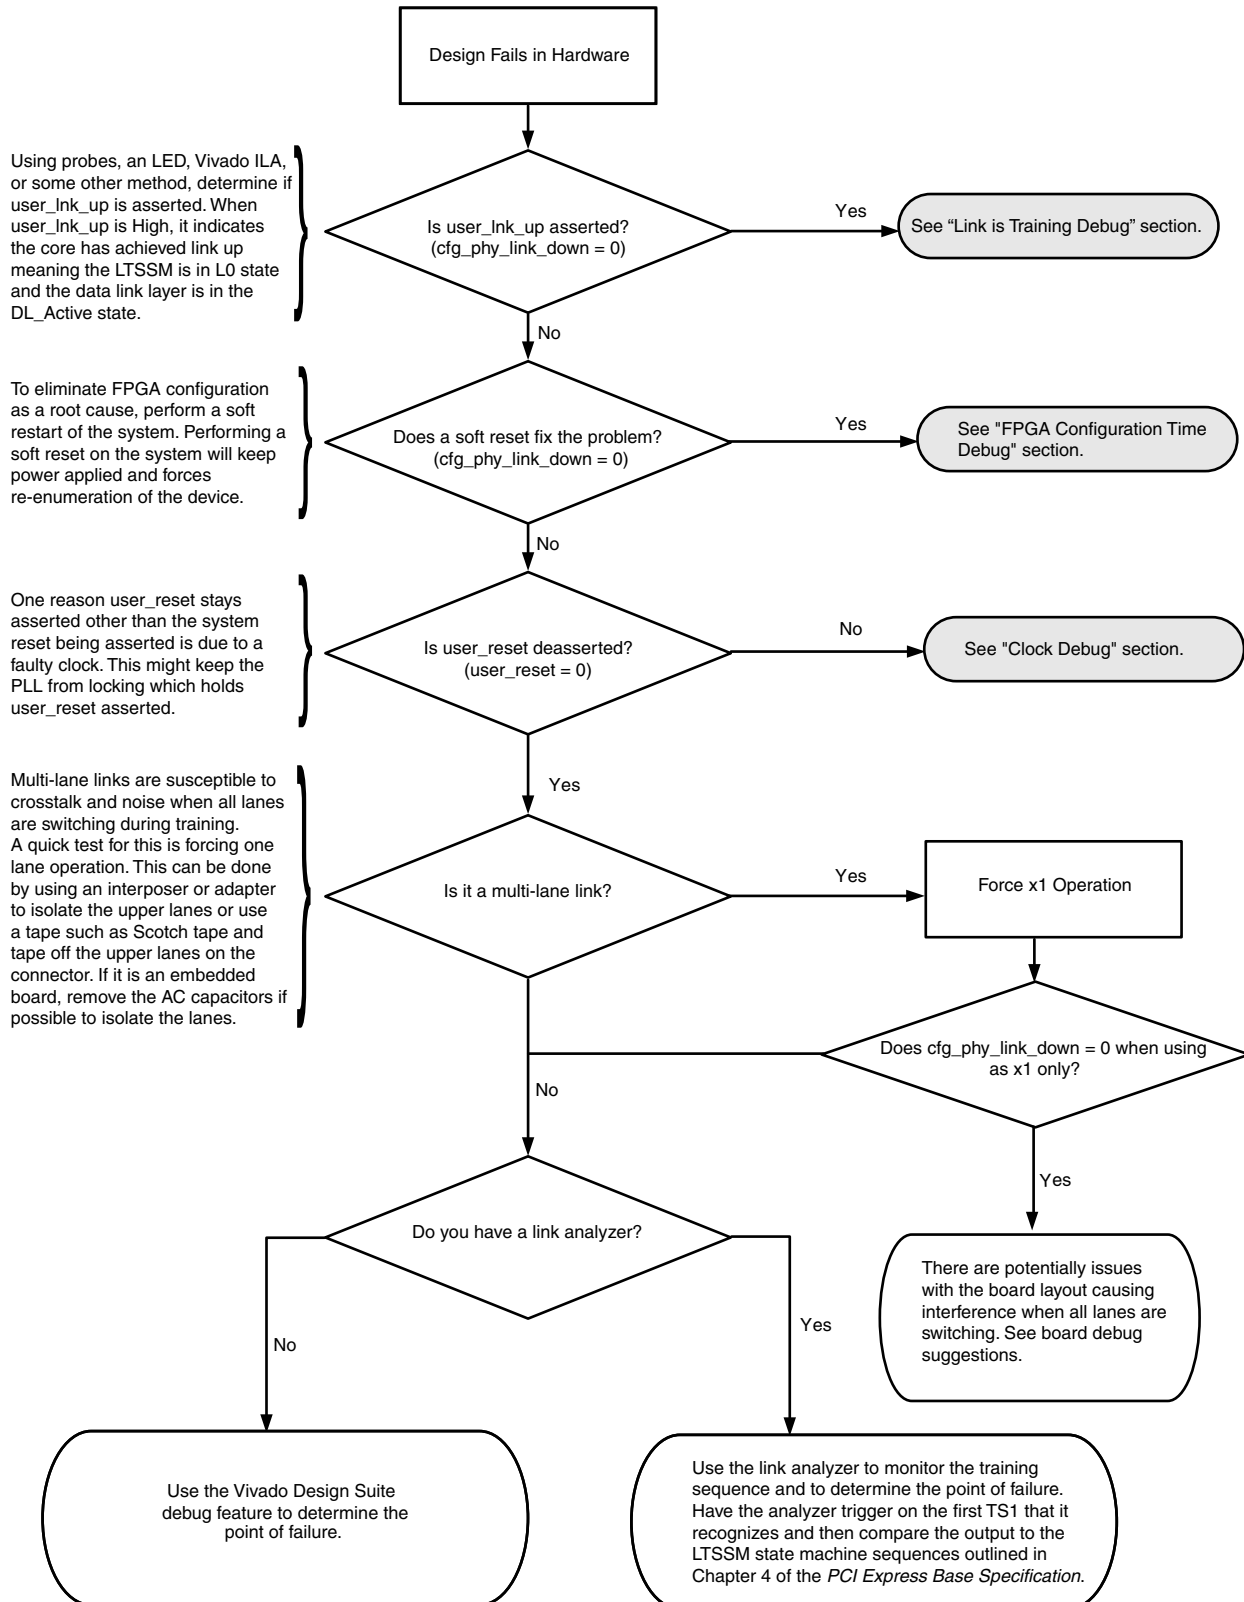 Design Fails in Hardware
Using probes, an LED, Vivado ILA,
or some other method, determine if
user_lnk_up is asserted. When
user_lnk_up is High, it indicates
the core has achieved link up
meaning the LTSSM is in L0 state
and the data link layer is in the
DL_Active state.
Is user_lnk_up asserted?
(cfg_phy_link_down = 0)
Yes
See “Link is Training Debug” section.
No
To eliminate FPGA configuration
as a root cause, perform a soft
restart of the system. Performing a
soft reset on the system will keep
power applied and forces
re-enumeration of the device.
Does a soft reset fix the problem?
(cfg_phy_link_down = 0)
Yes
See "FPGA Configuration Time
Debug" section.
No
One reason user_reset stays
asserted other than the system
reset being asserted is due to a
faulty clock. This might keep the
PLL from locking which holds
user_reset asserted.
Is user_reset deasserted?
(user_reset = 0)
No
See "Clock Debug" section.
Yes
Multi-lane links are susceptible to
crosstalk and noise when all lanes
are switching during training.
A quick test for this is forcing one
lane operation. This can be done
by using an interposer or adapter
to isolate the upper lanes or use
a tape such as Scotch tape and
tape off the upper lanes on the
connector. If it is an embedded
board, remove the AC capacitors if
possible to isolate the lanes.
Is it a multi-lane link?
Yes
Force x1 Operation
Does cfg_phy_link_down = 0 when using
as x1 only?
No
Yes
Do you have a link analyzer?
There are potentially issues
with the board layout causing
interference when all lanes are
switching. See board debug
suggestions.
No
Yes
Use the Vivado Design Suite
debug feature to determine the
point of failure.
Use the link analyzer to monitor the training
sequence and to determine the point of failure.
Have the analyzer trigger on the first TS1 that it
recognizes and then compare the output to the
LTSSM state machine sequences outlined in
Chapter 4 of the PCI Express Base Specification.